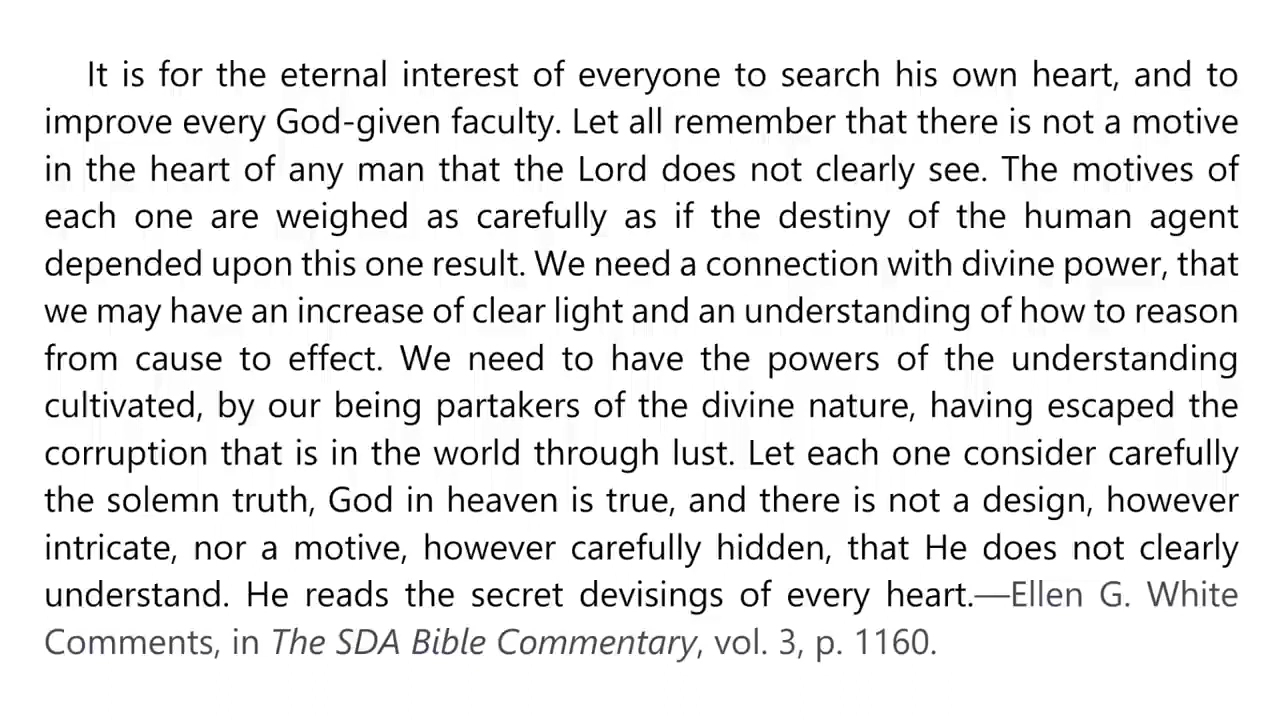 It is for the eternal interest of everyone to search his own heart, and to
improve every God-given faculty. Let all remember that there is not a motive
in the heart of any man that the Lord does not clearly see. The motives of
each one are weighed as carefully as if the destiny of the human agent
depended upon this one result. We need a connection with divine power, that
we may have an increase of clear light and an understanding of how to reason
from cause to effect. We need to have the powers of the understanding
cultivated, by our being partakers of the divine nature, having escaped the
corruption that is in the world through lust. Let each one consider carefully
the solemn truth, God in heaven is true, and there is not a design, however
intricate, nor a motive, however carefully hidden, that He does not clearly
understand. He reads the secret devisings of every heart.—Ellen G. White
Comments, in The SDA Bible Commentary, vol. 3, p. 1160.